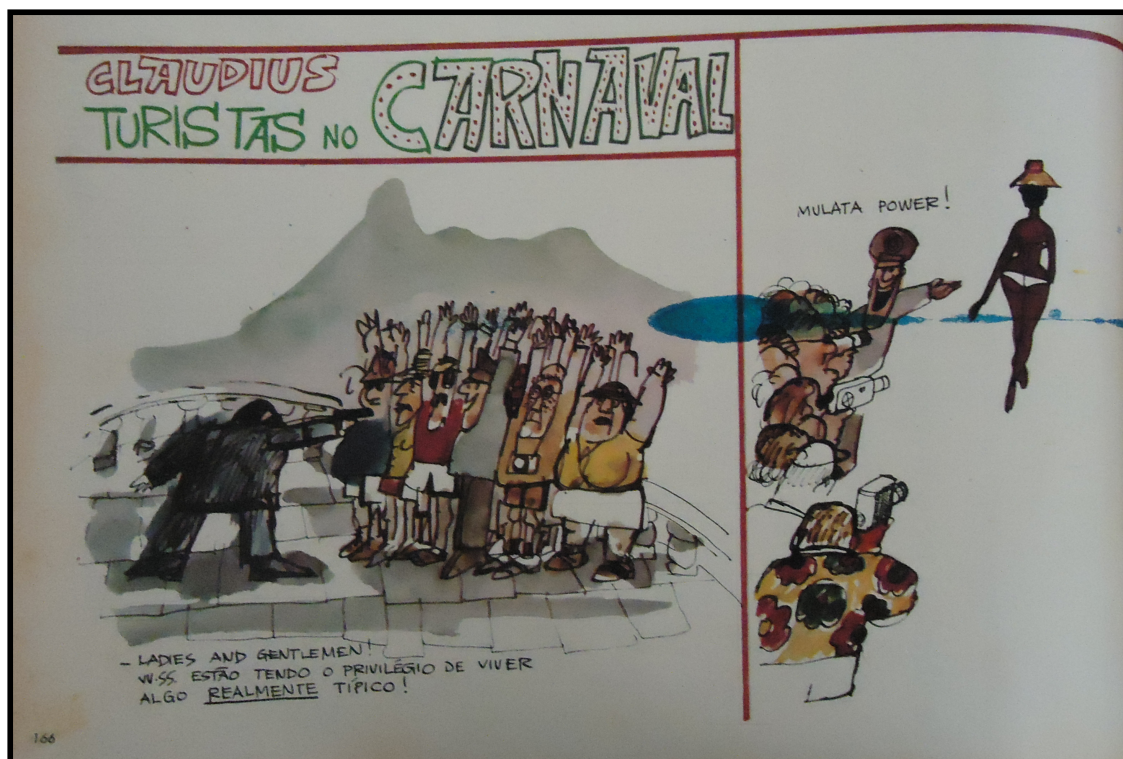 CLAUDIUS
TURISTAS NO CARNAVAL
MULATA POWER!
– LADIES AND GENTLEMEN!
VV.SS. ESTÃO TENDO O PRIVILÉGIO DE VIVER
ALGO REALMENTE TÍPICO!
166